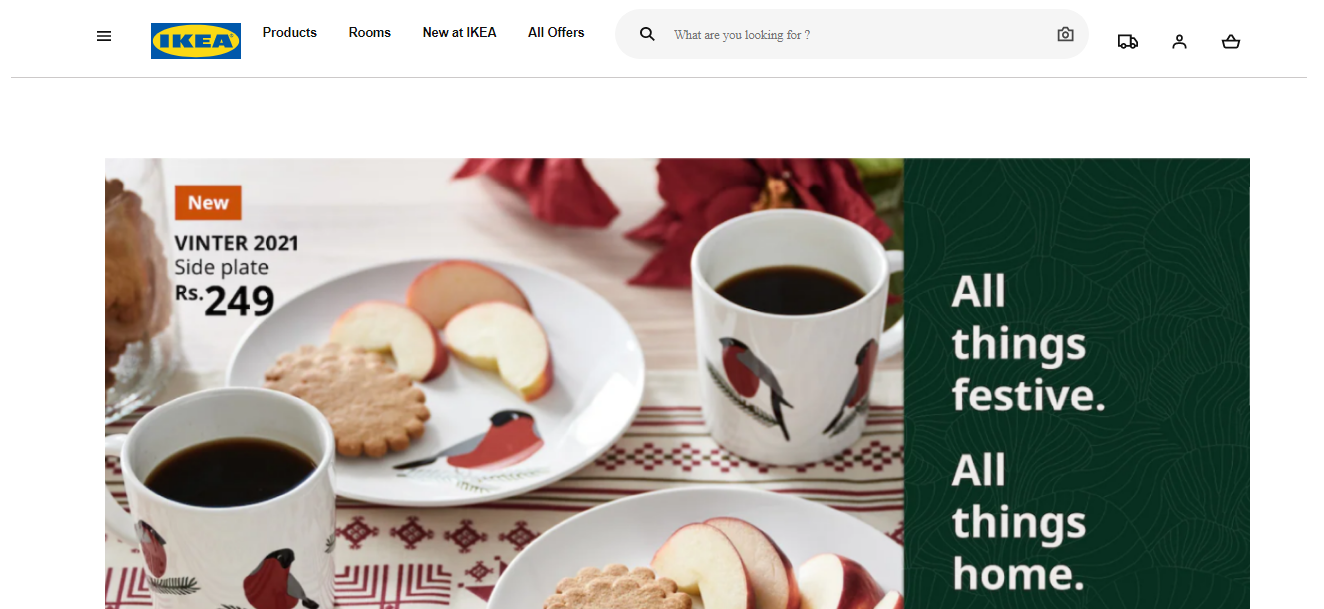 IKEA
Products
Rooms
New at IKEA
All Offers
What are you looking for ?
New
VINTER 2021
Side plate
Rs.249
All
things
festive.
All
things
home.